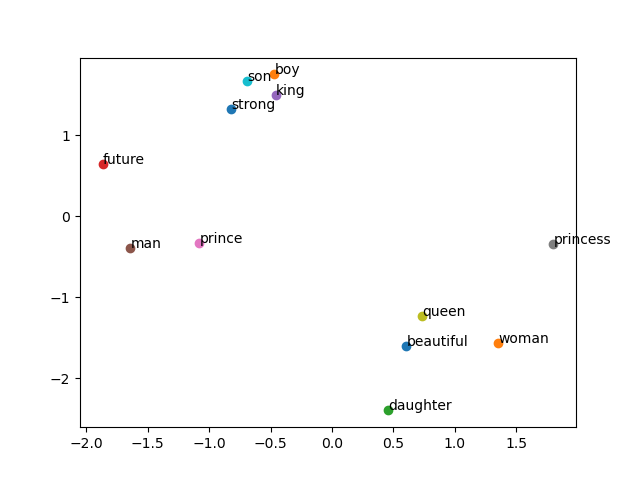 boy
son
king
strong
1
future
0
prince
princess
man
−1
queen
woman
beautiful
−2
daughter
−2.0 −1.5 −1.0 −0.5 0.0 0.5 1.0 1.5